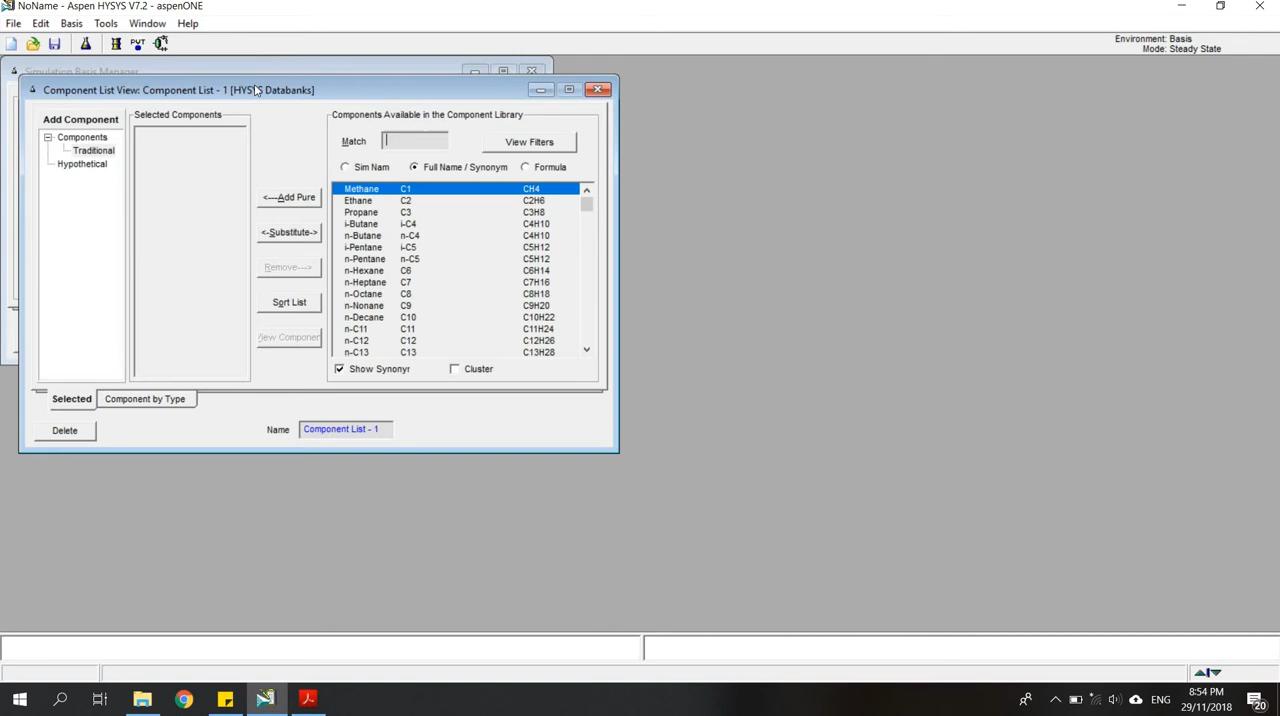 NoName - Aspen HYSYS V7.2 - aspenONE
File Edit Basis Tools Window Help
PVT
Environment: Basis
Mode: Steady State
Simulation Basis Manager
Component List View: Component List - 1 [HYSYS Databanks]
Add Component
Components
Traditional
Hypothetical
Selected Components
<---Add Pure
<-Substitute->
Remove--->
Sort List
View Component
Components Available in the Component Library
Match
View Filters
Sim Nam
Full Name / Synonym
Formula
Methane C1 CH4
Ethane C2 C2H6
Propane C3 C3H8
i-Butane i-C4 C4H10
n-Butane n-C4 C4H10
i-Pentane i-C5 C5H12
n-Pentane n-C5 C5H12
n-Hexane C6 C6H14
n-Heptane C7 C7H16
n-Octane C8 C8H18
n-Nonane C9 C9H20
n-Decane C10 C10H22
n-C11 C11 C11H24
n-C12 C12 C12H26
n-C13 C13 C13H28
Show Synonyr
Cluster
Selected
Component by Type
Delete
Name
Component List - 1
ENG
8:54 PM
29/11/2018
20